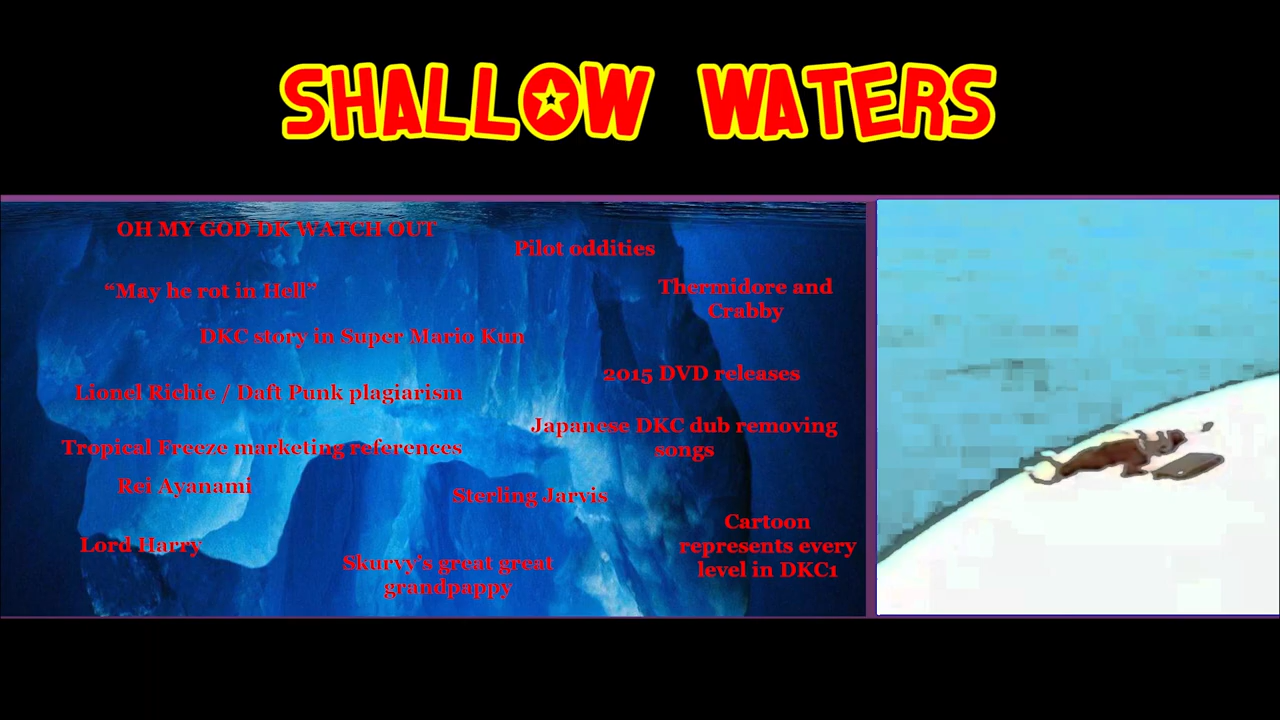 SHALLOW WATERS
OH MY GOD DK WATCH OUT
Pilot oddities
“May he rot in Hell”
Thermidore and
Crabby
DKC story in Super Mario Kun
2015 DVD releases
Lionel Richie / Daft Punk plagiarism
Japanese DKC dub removing
songs
Tropical Freeze marketing references
Rei Ayanami
Sterling Jarvis
Cartoon
represents every
level in DKC1
Lord Harry
Skurvy's great great
grandpappy